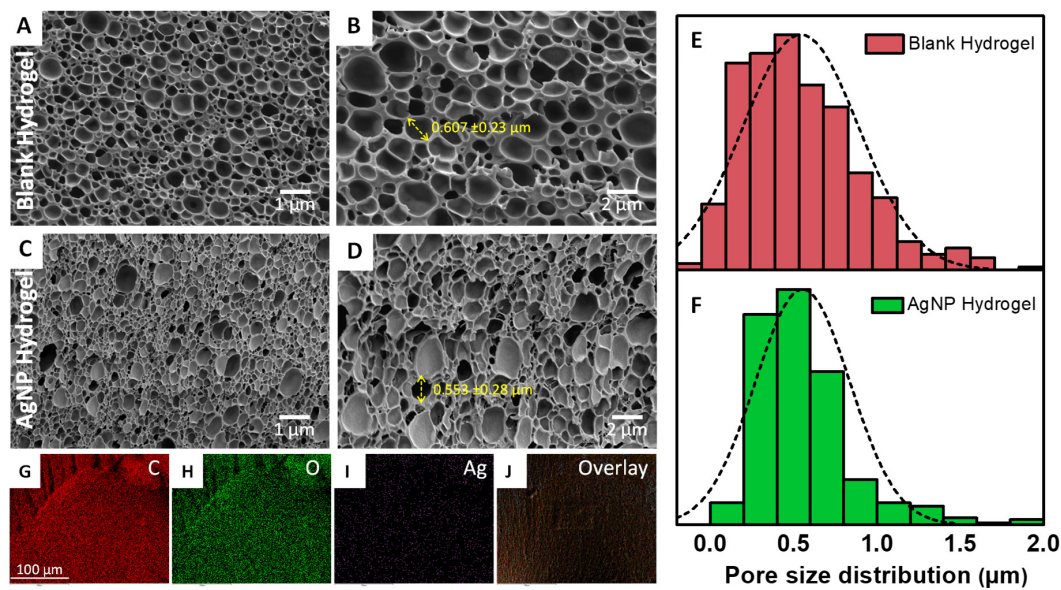 A
B
Blank Hydrogel
0.607 ±0.23 µm
1 µm
2 µm
C
D
AgNP Hydrogel
0.553 ±0.28 µm
1 µm
2 µm
G
C
H
O
I
Ag
J
Overlay
100 µm
E
Blank Hydrogel
F
AgNP Hydrogel
0.0 0.5 1.0 1.5 2.0
Pore size distribution (µm)